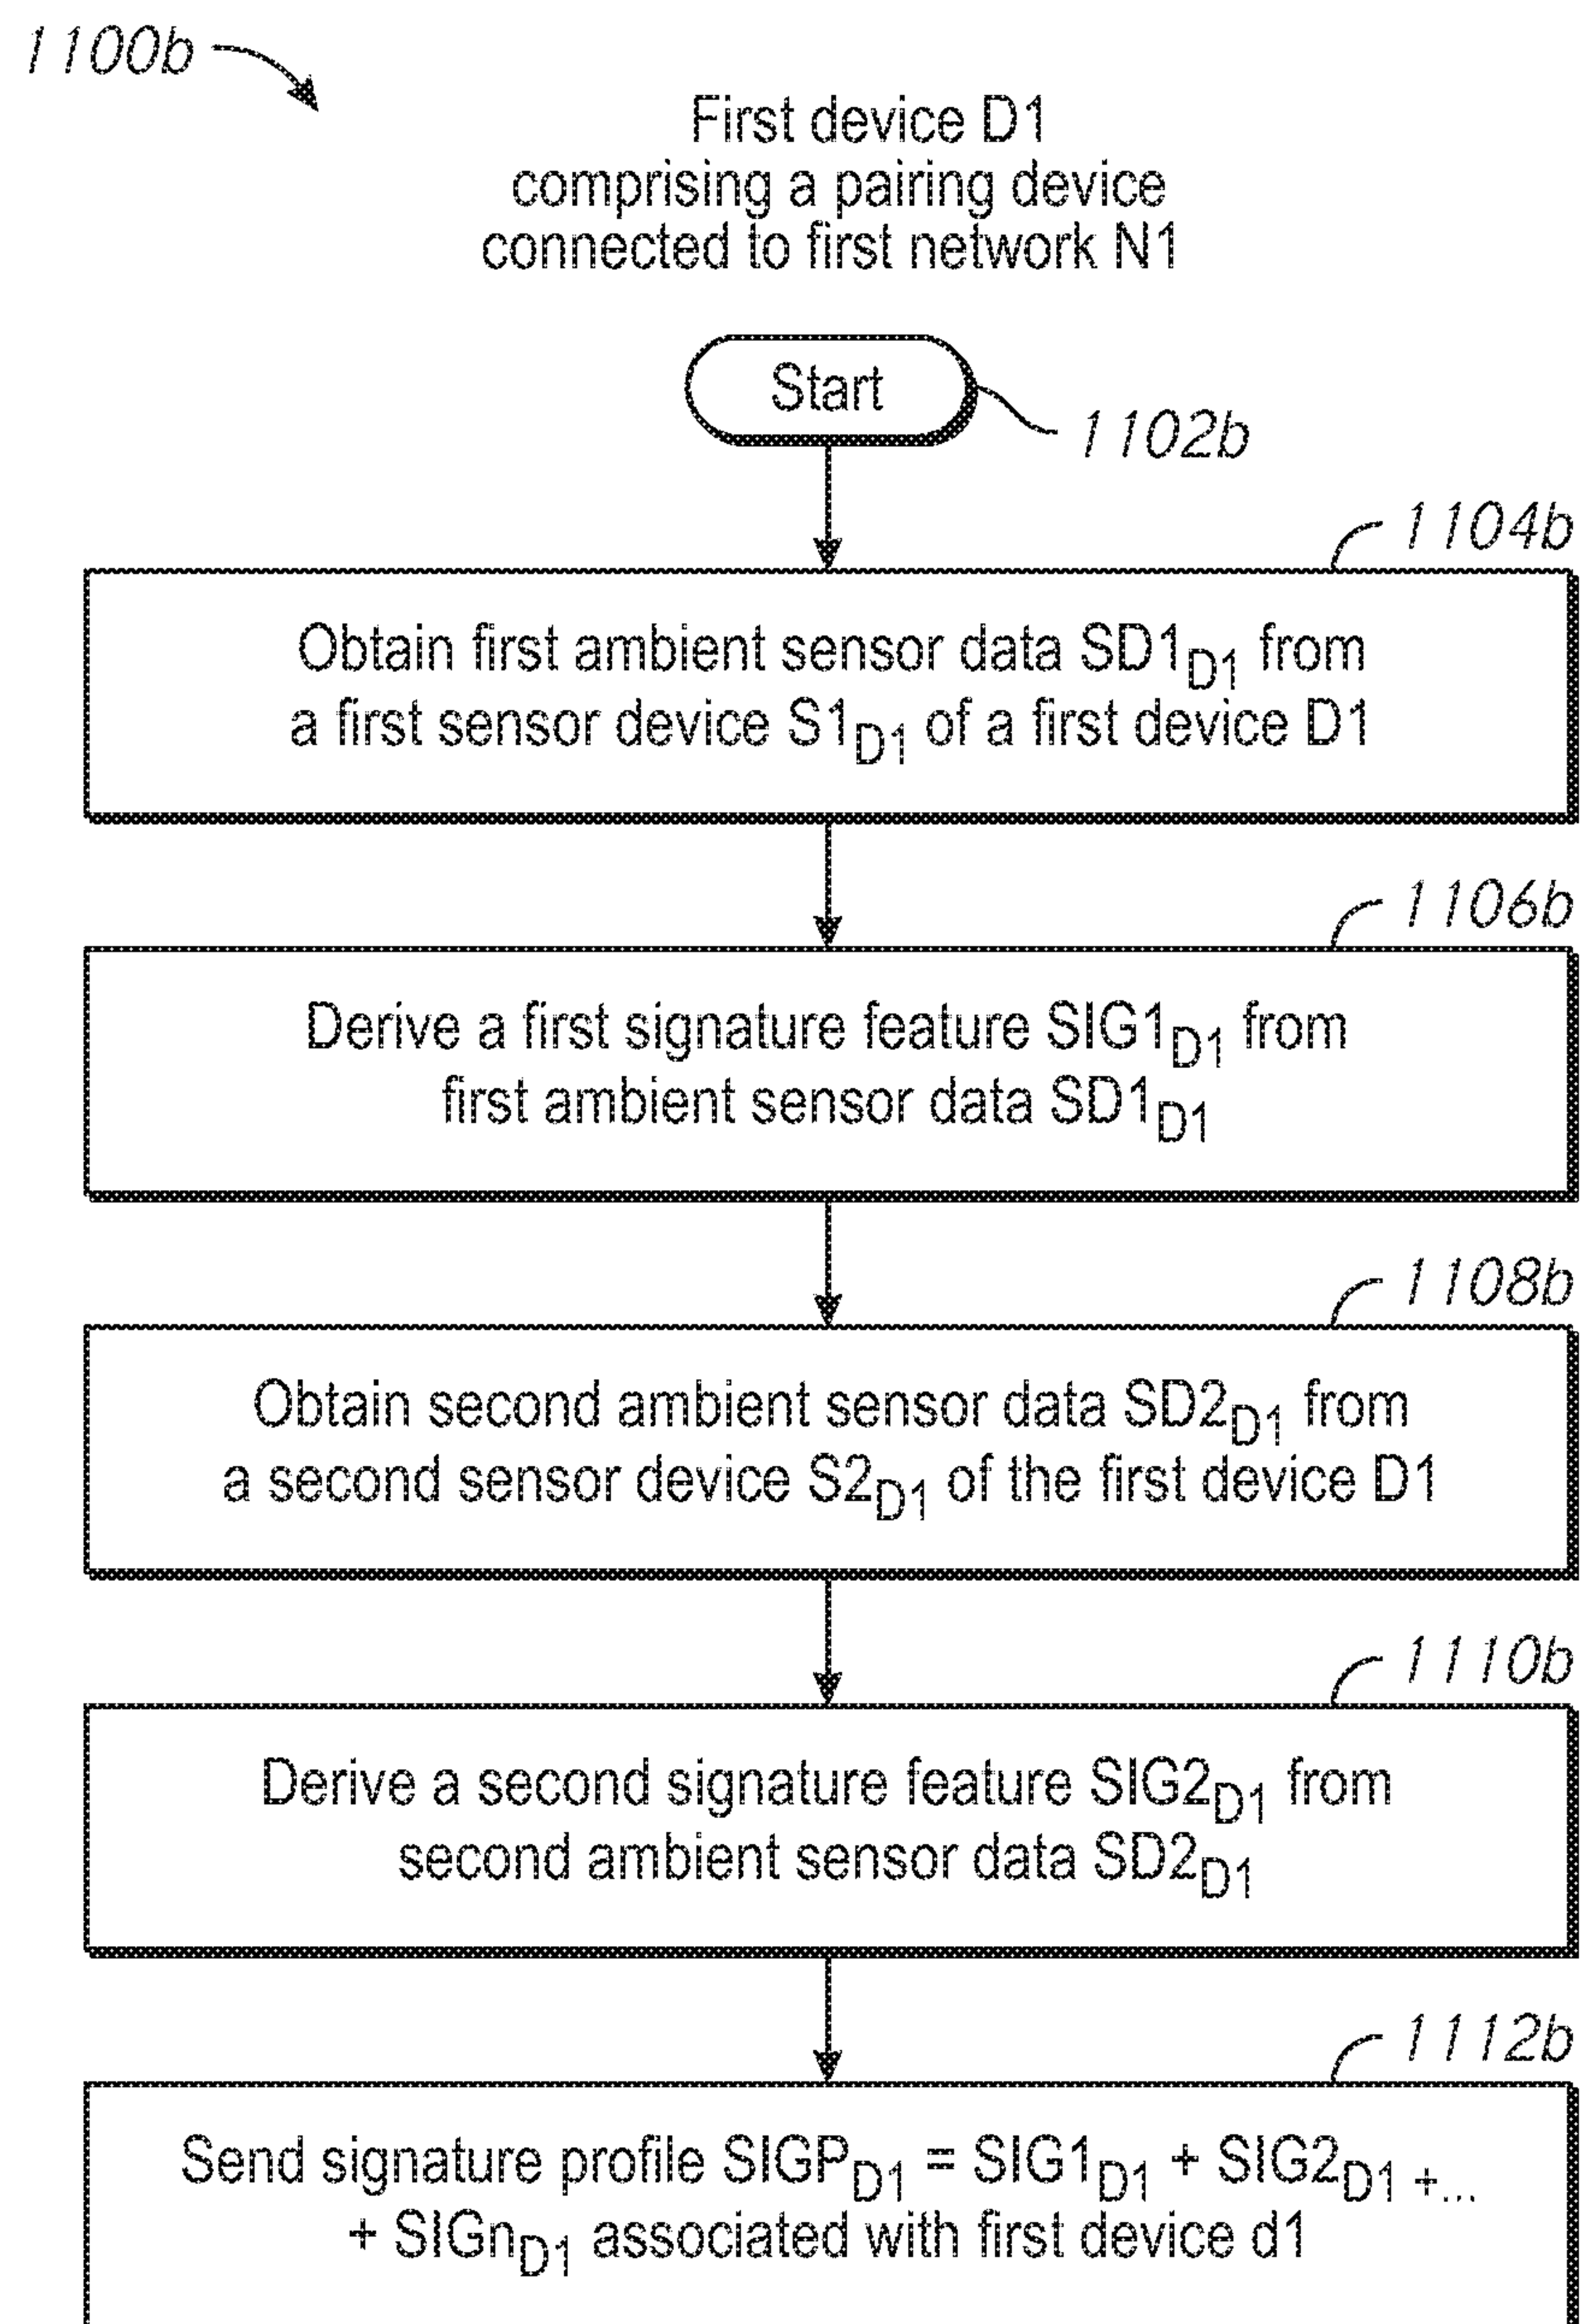 1100b
First device D1
comprising a pairing device
connected to first network N1
Start
1102b
1104b
Obtain first ambient sensor data SD1D1 from
a first sensor device S1D1 of a first device D1
1106b
Derive a first signature feature SIG1D1 from
first ambient sensor data SD1D1
1108b
Obtain second ambient sensor data SD2D1 from
a second sensor device S2D1 of the first device D1
1110b
Derive a second signature feature SIG2D1 from
second ambient sensor data SD2D1
1112b
Send signature profile SIGPD1 = SIG1D1 + SIG2D1 +...
+ SIGnD1 associated with first device d1